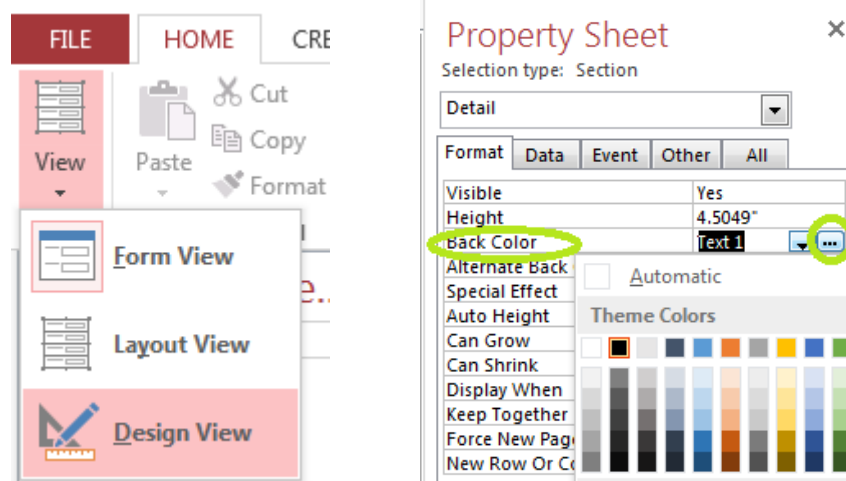 FILE HOME CRE
View
Paste
Cut
Copy
Format
Form View
Layout View
Design View
Property Sheet
Selection type: Section
Detail
Format Data Event Other All
Visible Yes
Height 4.5049"
Back Color Text 1 ...
Alternate Back
Special Effect
Auto Height
Can Grow
Can Shrink
Display When
Keep Together
Force New Pag
New Row Or Co
Automatic
Theme Colors